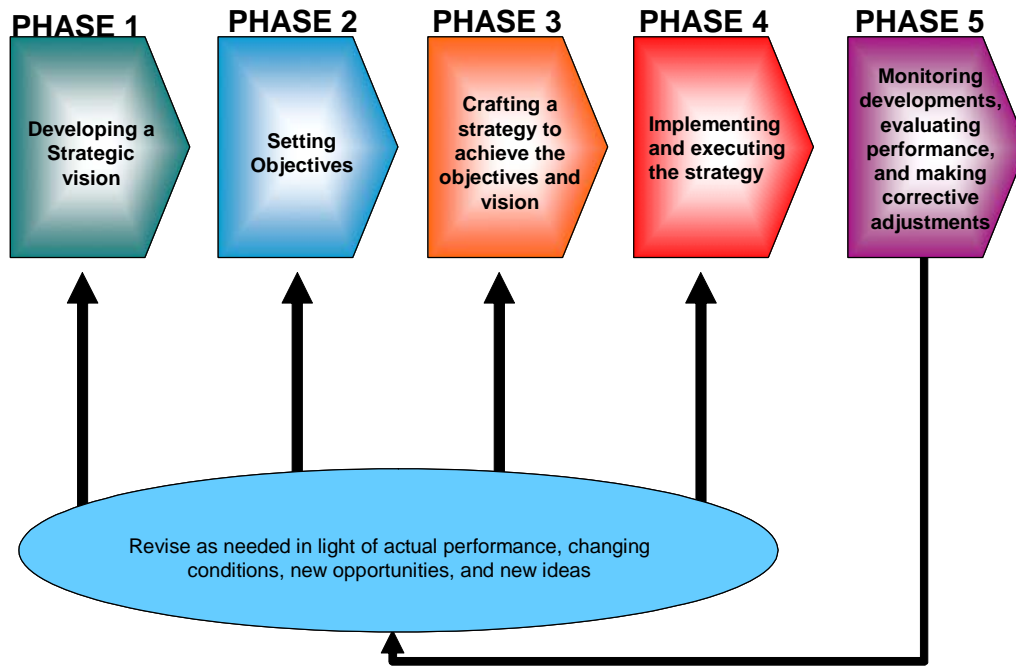 PHASE 1
Developing a
Strategic
vision
PHASE 2
Setting
Objectives
PHASE 3
Crafting a
strategy to
achieve the
objectives and
vision
PHASE 4
Implementing
and executing
the strategy
PHASE 5
Monitoring
developments,
evaluating
performance,
and making
corrective
adjustments
Revise as needed in light of actual performance, changing
conditions, new opportunities, and new ideas